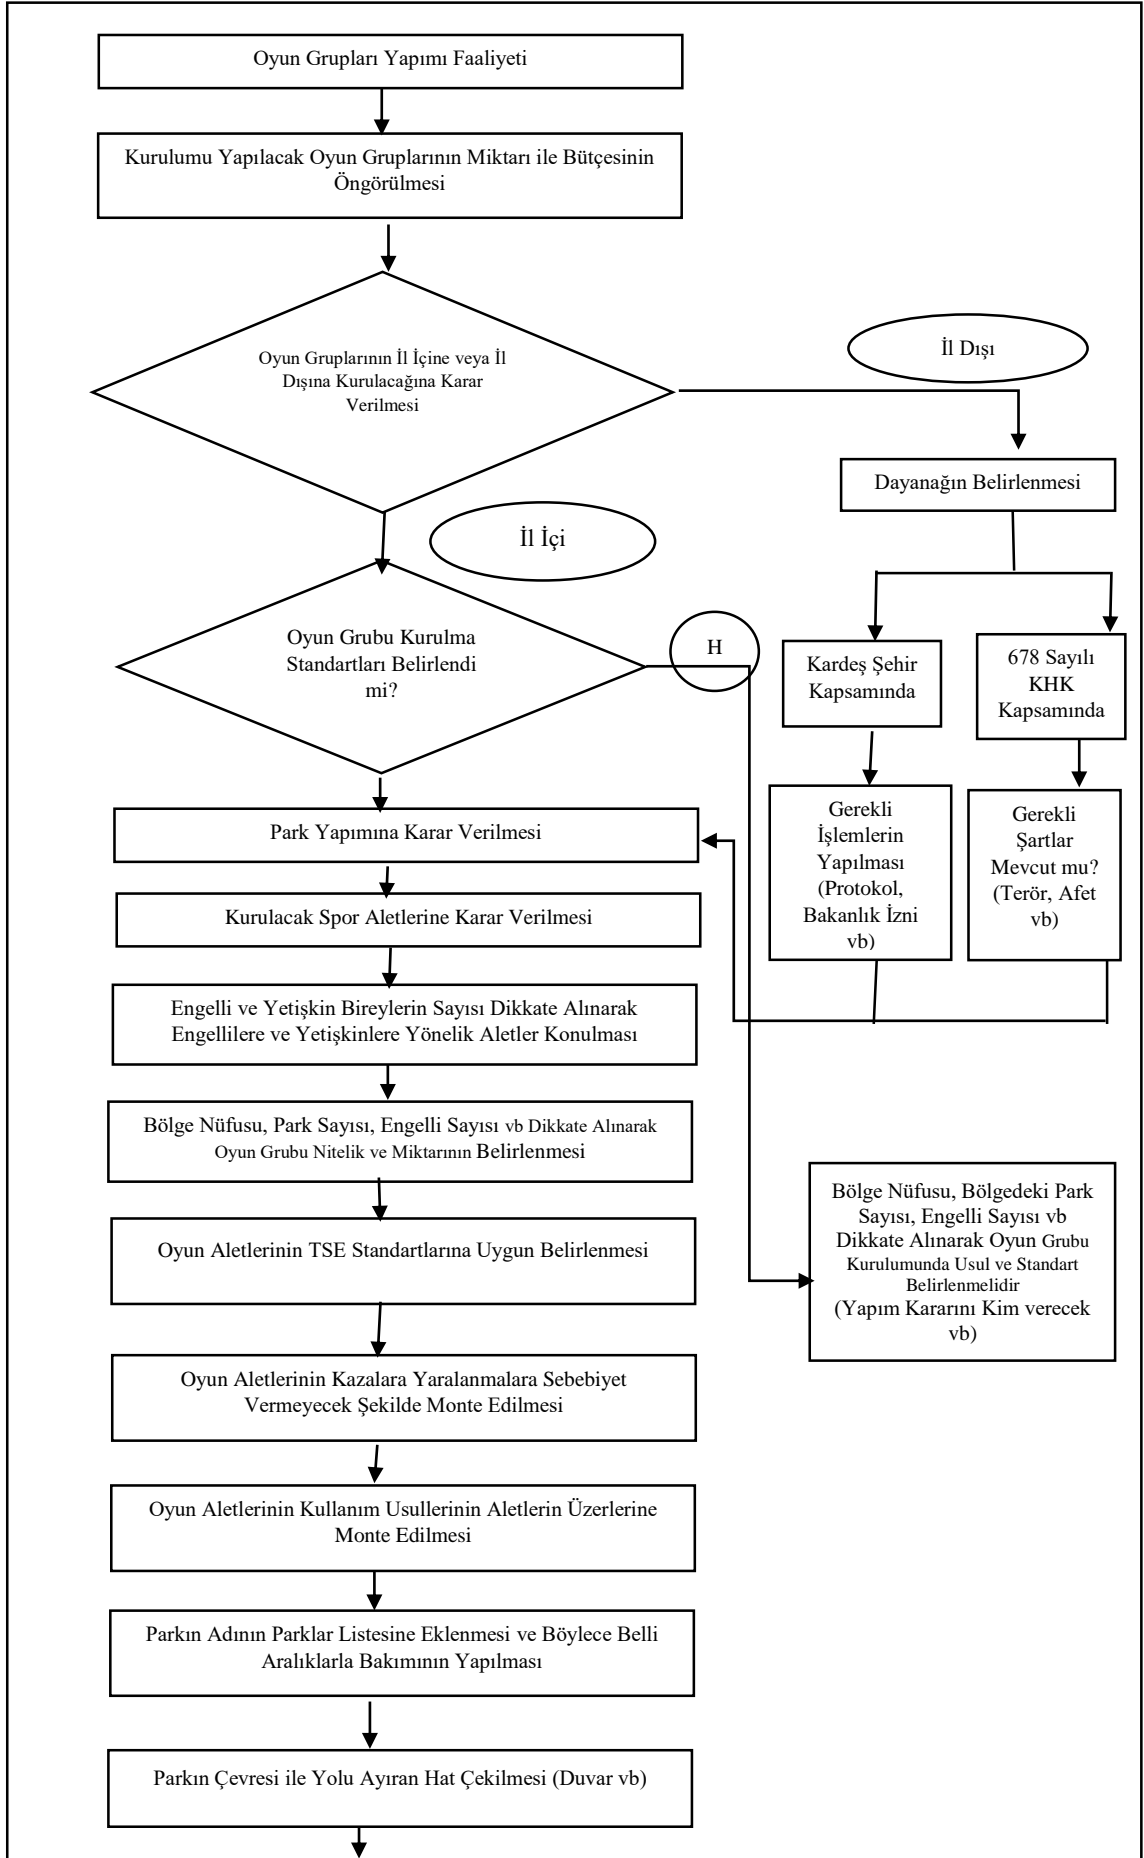 Oyun Grupları Yapımı Faaliyeti
Kurulumu Yapılacak Oyun Gruplarının Miktarı ile Bütçesinin
Öngörülmesi
Oyun Gruplarının İl İçine veya İl
Dışına Kurulacağına Karar
Verilmesi
İl Dışı
Dayanağın Belirlenmesi
İl İçi
Oyun Grubu Kurulma
Standartları Belirlendi
mi?
H
Kardeş Şehir
Kapsamında
678 Sayılı
KHK
Kapsamında
Gerekli
İşlemlerin
Yapılması
(Protokol,
Bakanlık İzni
vb)
Gerekli
Şartlar
Mevcut mu?
(Terör, Afet
vb)
Park Yapımına Karar Verilmesi
Kurulacak Spor Aletlerine Karar Verilmesi
Engelli ve Yetişkin Bireylerin Sayısı Dikkate Alınarak
Engellilere ve Yetişkinlere Yönelik Aletler Konulması
Bölge Nüfusu, Park Sayısı, Engelli Sayısı vb Dikkate Alınarak
Oyun Grubu Nitelik ve Miktarının Belirlenmesi
Bölge Nüfusu, Bölgedeki Park
Sayısı, Engelli Sayısı vb
Dikkate Alınarak Oyun Grubu
Kurulumunda Usul ve Standart
Belirlenmelidir
(Yapım Kararını Kim verecek
vb)
Oyun Aletlerinin TSE Standartlarına Uygun Belirlenmesi
Oyun Aletlerinin Kazalara Yaralanmalara Sebebiyet
Vermeyecek Şekilde Monte Edilmesi
Oyun Aletlerinin Kullanım Usullerinin Aletlerin Üzerlerine
Monte Edilmesi
Parkın Adının Parklar Listesine Eklenmesi ve Böylece Belli
Aralıklarla Bakımının Yapılması
Parkın Çevresi ile Yolu Ayıran Hat Çekilmesi (Duvar vb)